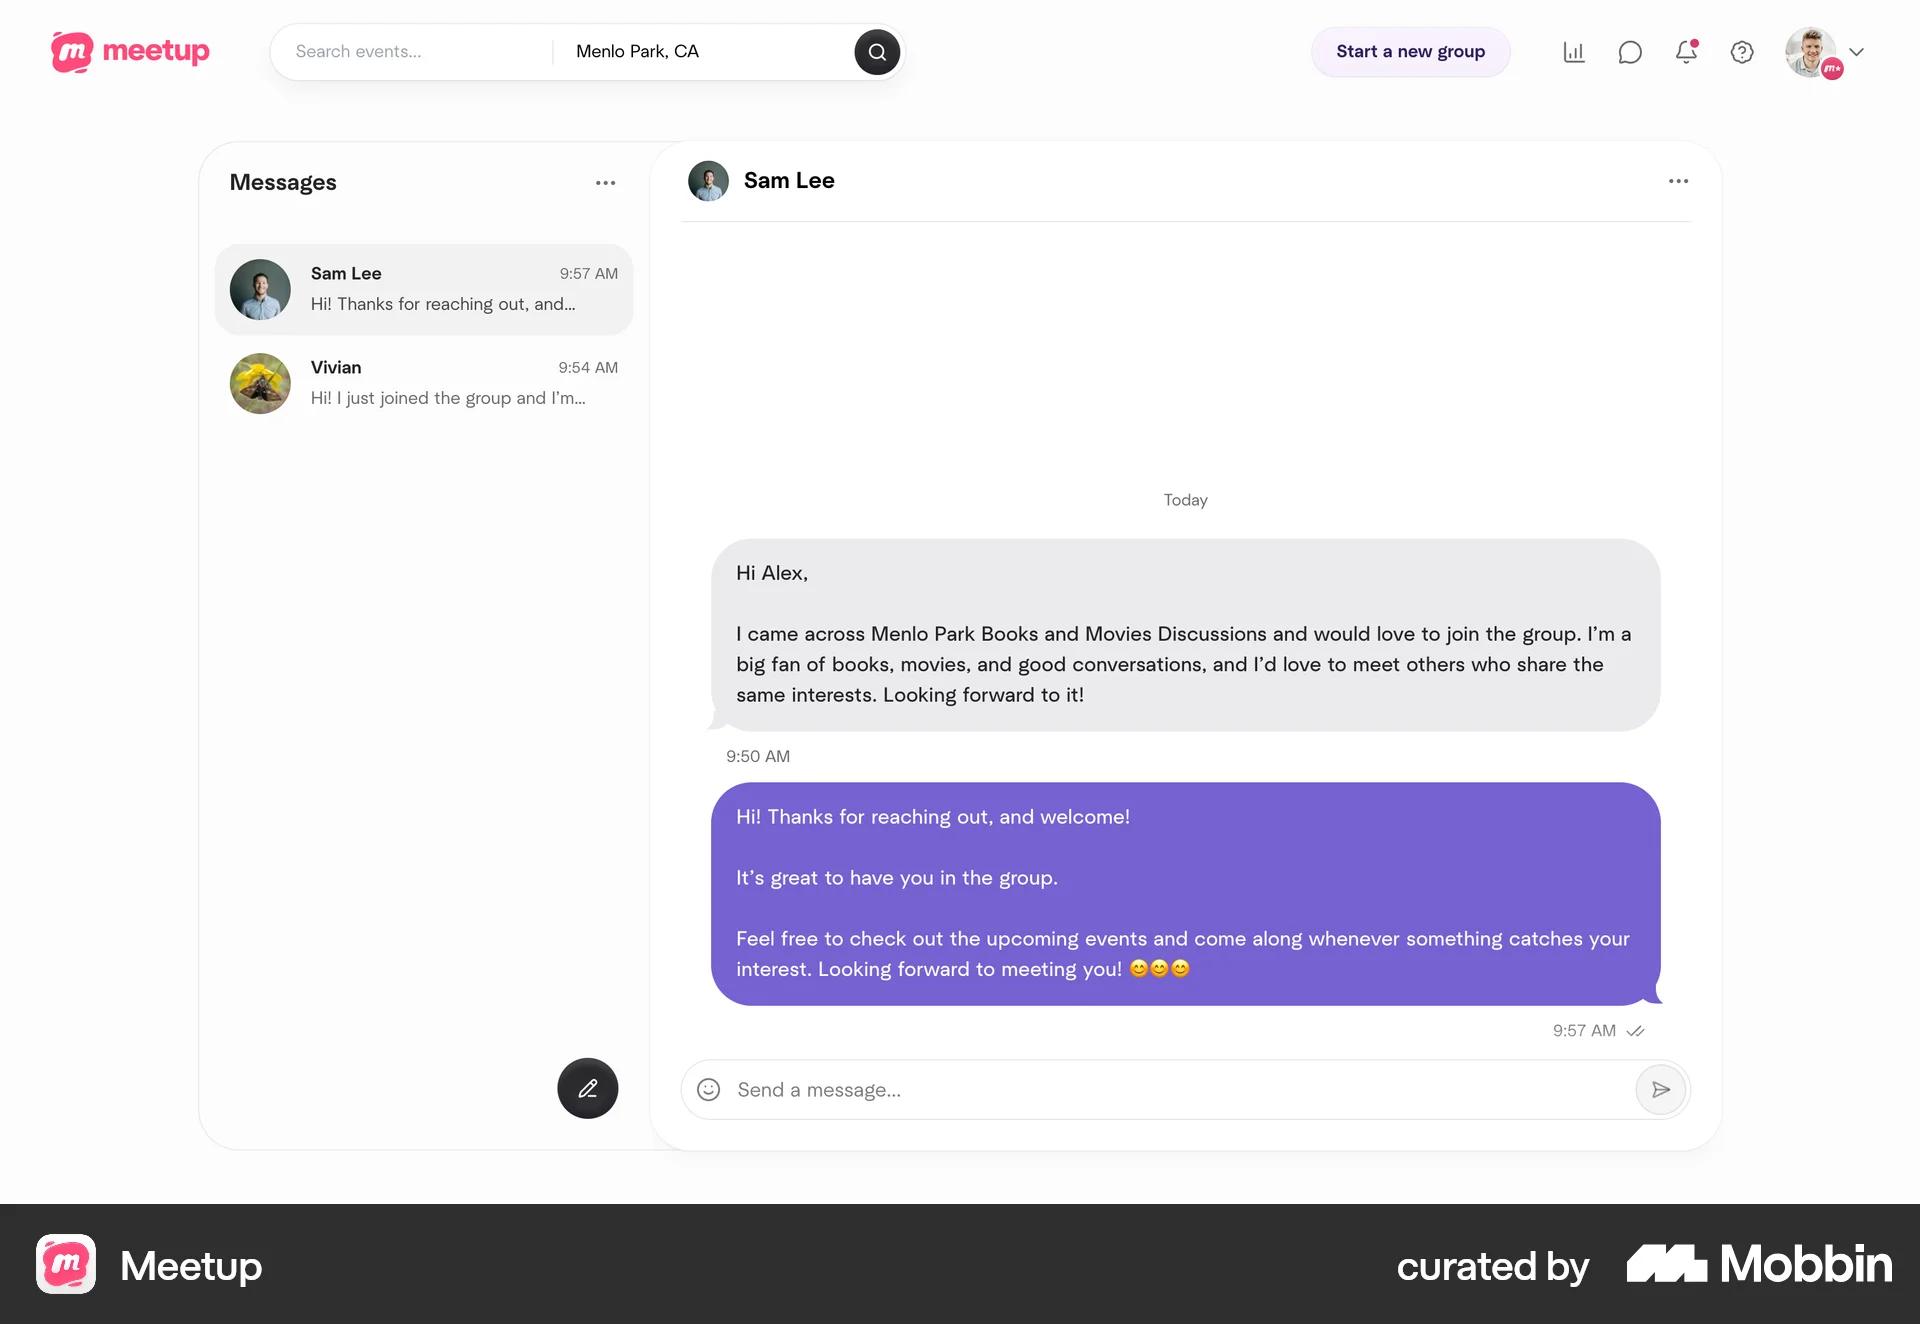 meetup
Search events...
Menlo Park, CA
Start a new group
Messages
Sam Lee
9:57 AM
Hi! Thanks for reaching out, and...
Vivian
9:54 AM
Hi! I just joined the group and I’m...
Sam Lee
Today
Hi Alex,
I came across Menlo Park Books and Movies Discussions and would love to join the group. I’m a
big fan of books, movies, and good conversations, and I’d love to meet others who share the
same interests. Looking forward to it!
9:50 AM
Hi! Thanks for reaching out, and welcome!
It’s great to have you in the group.
Feel free to check out the upcoming events and come along whenever something catches your
interest. Looking forward to meeting you! 😊😊😊
9:57 AM
Send a message...
Meetup
curated by
Mobbin